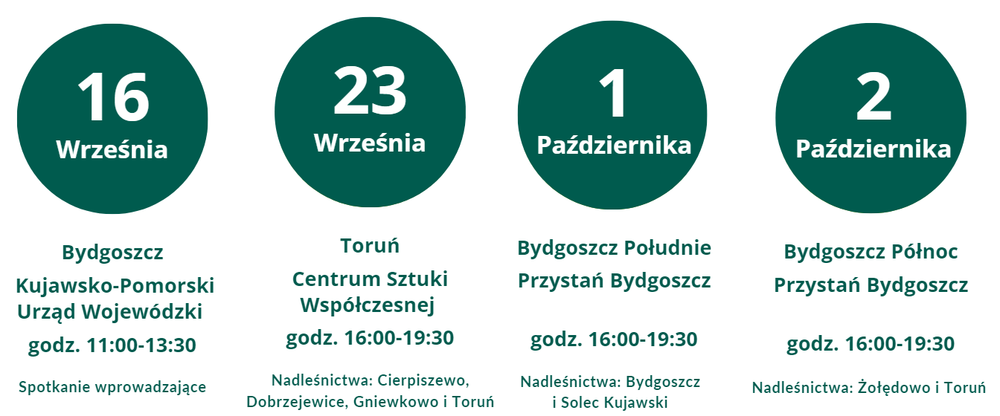 16
Września
Bydgoszcz
Kujawsko-Pomorski
Urząd Wojewódzki
godz. 11:00-13:30
Spotkanie wprowadzające
23
Września
Toruń
Centrum Sztuki
Współczesnej
godz. 16:00-19:30
Nadleśnictwa: Cierpiszewo,
Dobrzejewice, Gniewkowo i Toruń
1
Października
Bydgoszcz Południe
Przystań Bydgoszcz
godz. 16:00-19:30
Nadleśnictwa: Bydgoszcz
i Solec Kujawski
2
Października
Bydgoszcz Północ
Przystań Bydgoszcz
godz. 16:00-19:30
Nadleśnictwa: Żołędowo i Toruń